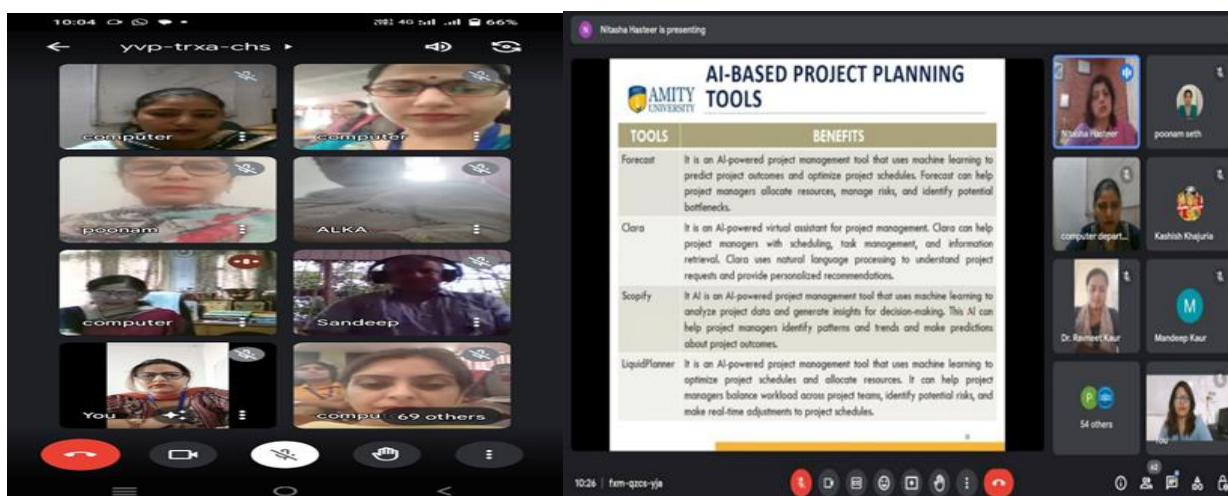 10:04
4G
66%
yvp-trxa-chs
computer
computer
poonam
ALKA
computer
Sandeep
You
compu
69 others
Nitasha Hasteer is presenting
AMITY
UNIVERSITY
AI-BASED PROJECT PLANNING
TOOLS
TOOLS BENEFITS
Forecast It is an AI-powered project management tool that uses machine learning to
predict project outcomes and optimize project schedules. Forecast can help
project managers allocate resources, manage risks, and identify potential
bottlenecks.
Clara It is an AI-powered virtual assistant for project management. Clara can help
project managers with scheduling, task management, and information
retrieval. Clara uses natural language processing to understand project
requests and provide personalized recommendations.
Scopify It AI is an AI-powered project management tool that uses machine learning to
analyze project data and generate insights for decision-making. This AI can
help project managers identify patterns and trends and make predictions
about project outcomes.
LiquidPlanner It is an AI-powered project management tool that uses machine learning to
optimize project schedules and allocate resources. It can help project
managers balance workload across project teams, identify potential risks, and
make real-time adjustments to project schedules.
Nitasha Hasteer
poonam seth
computer depart...
Kashish Khajuria
Dr. Ravneet Kaur
M
Mandeep Kaur
P
54 others
You
10:26 | fxm-qzcs-yja
62